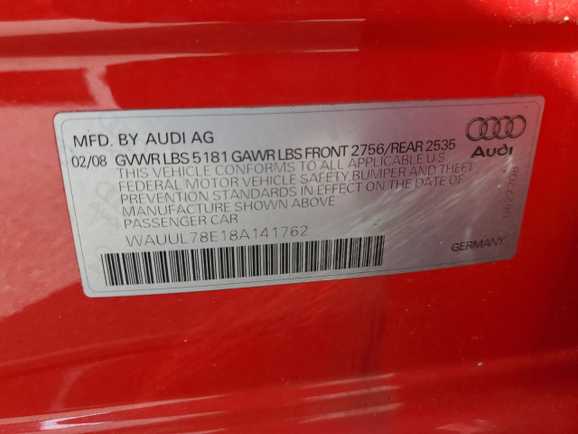 MFD. BY AUDI AG
02/08 GVWR LBS 5181 GAWR LBS FRONT 2756/REAR 2535
THIS VEHICLE CONFORMS TO ALL APPLICABLE U.S
FEDERAL MOTOR VEHICLE SAFETY BUMPER AND THEFT
PREVENTION STANDARDS IN EFFECT ON THE DATE OF
MANUFACTURE SHOWN ABOVE
PASSENGER CAR
WAUUL78E18A141762
Audi
GERMANY